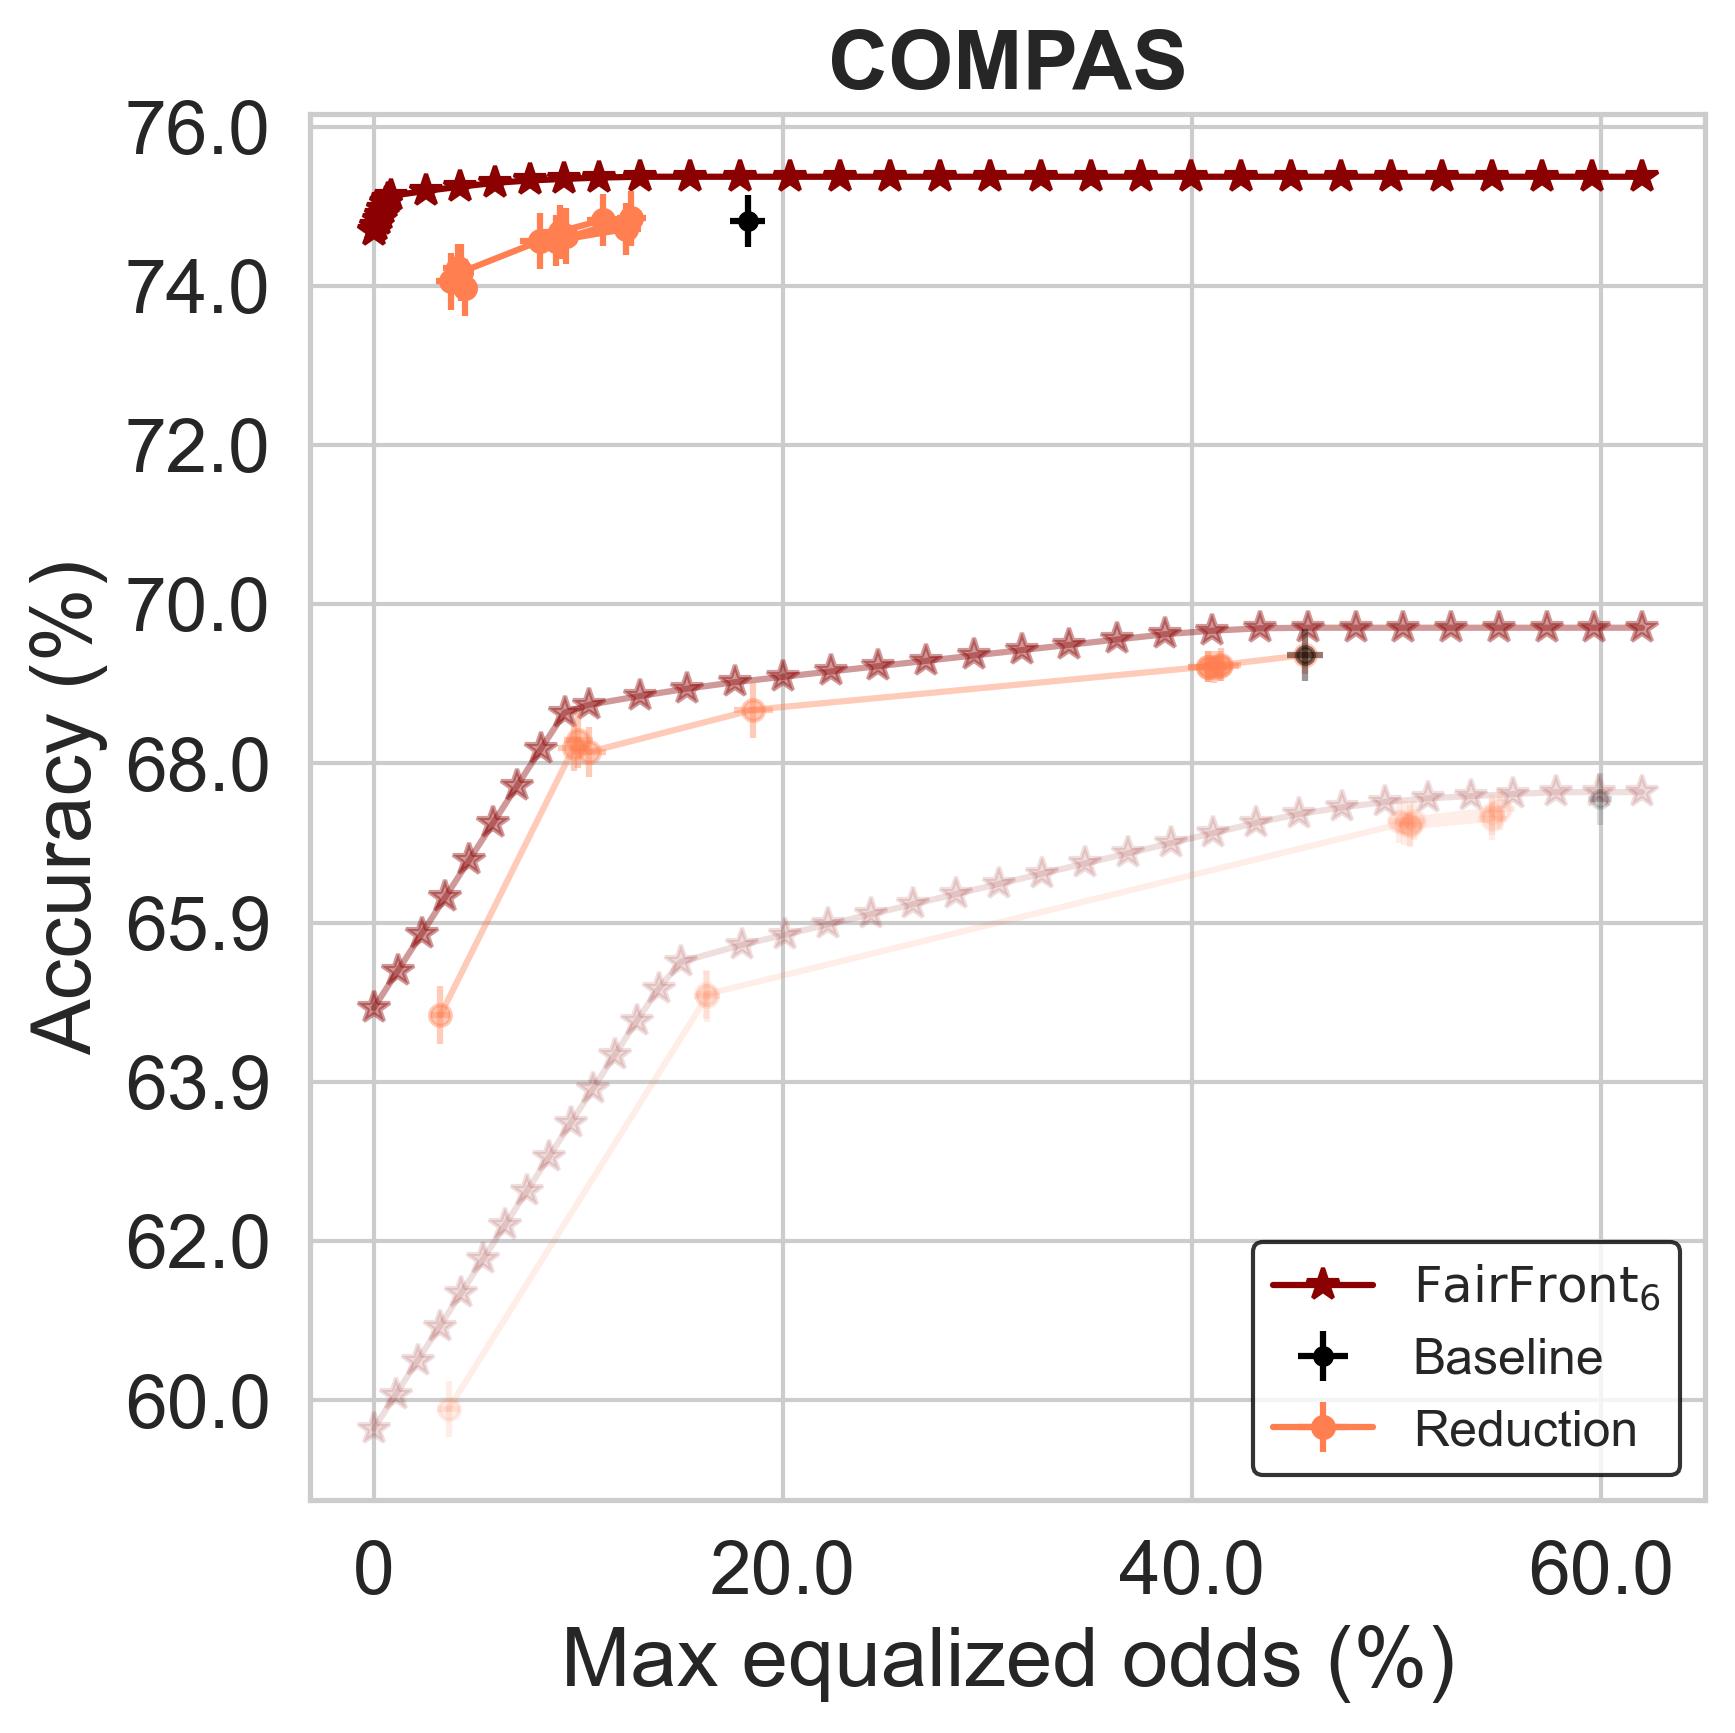 COMPAS
76.0
74.0
72.0
70.0
68.0
65.9
63.9
62.0
60.0
Accuracy (%)
0 20.0 40.0 60.0
Max equalized odds (%)
FairFront₆
Baseline
Reduction